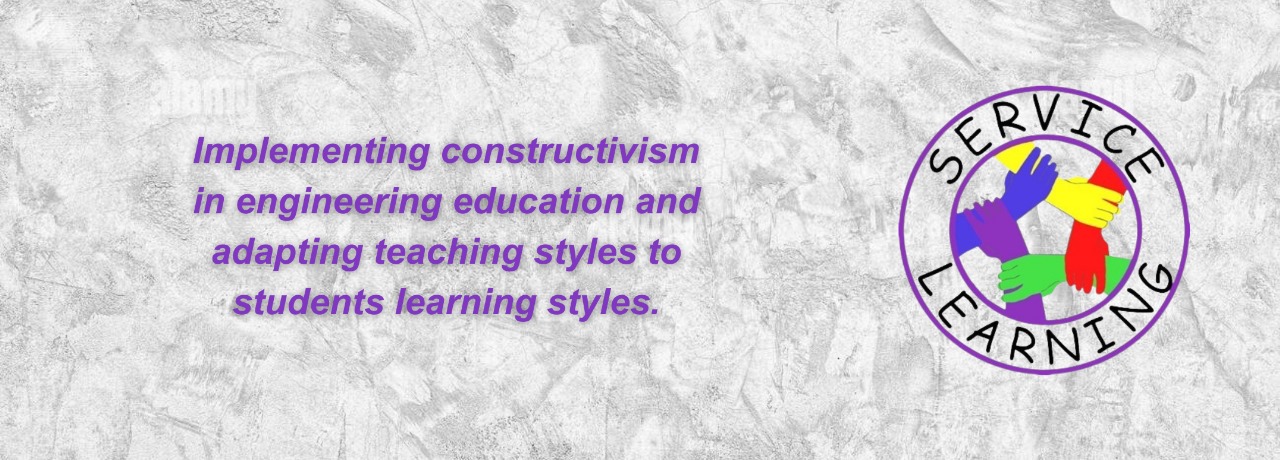 Implementing constructivism
in engineering education and
adapting teaching styles to
students learning styles.
SERVICE
LEARNING
alamy